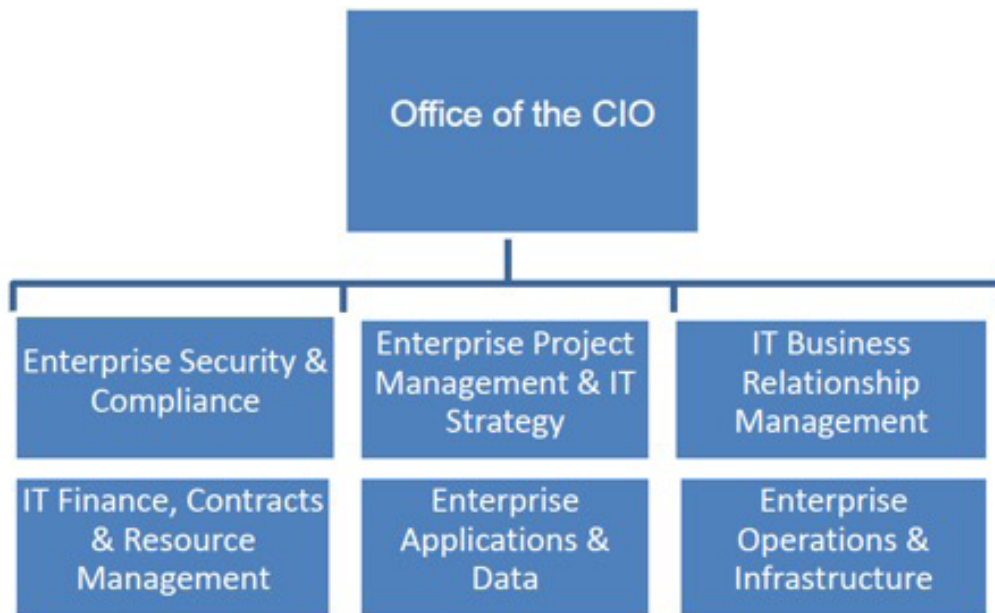 Office of the CIO
Enterprise Security &
Compliance
Enterprise Project
Management & IT
Strategy
IT Business
Relationship
Management
IT Finance, Contracts
& Resource
Management
Enterprise
Applications &
Data
Enterprise
Operations &
Infrastructure